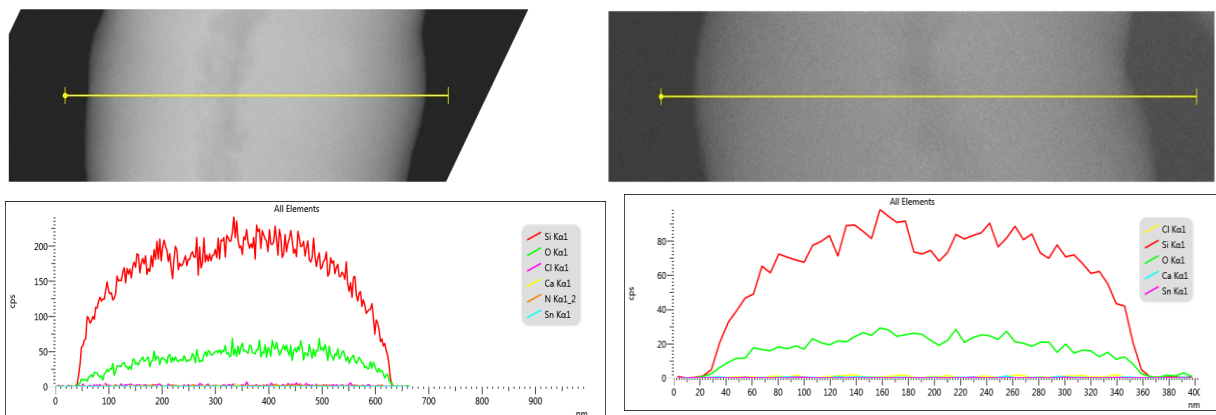 All Elements
Si Kα1
O Kα1
Cl Kα1
Ca Kα1
N Kα1_2
Sn Kα1
200
150
100
50
0
cps
0 100 200 300 400 500 600 700 800 900
nm
All Elements
Cl Kα1
Si Kα1
O Kα1
Ca Kα1
Sn Kα1
80
60
40
20
0
cps
0 20 40 60 80 100 120 140 160 180 200 220 240 260 280 300 320 340 360 380 400
nm